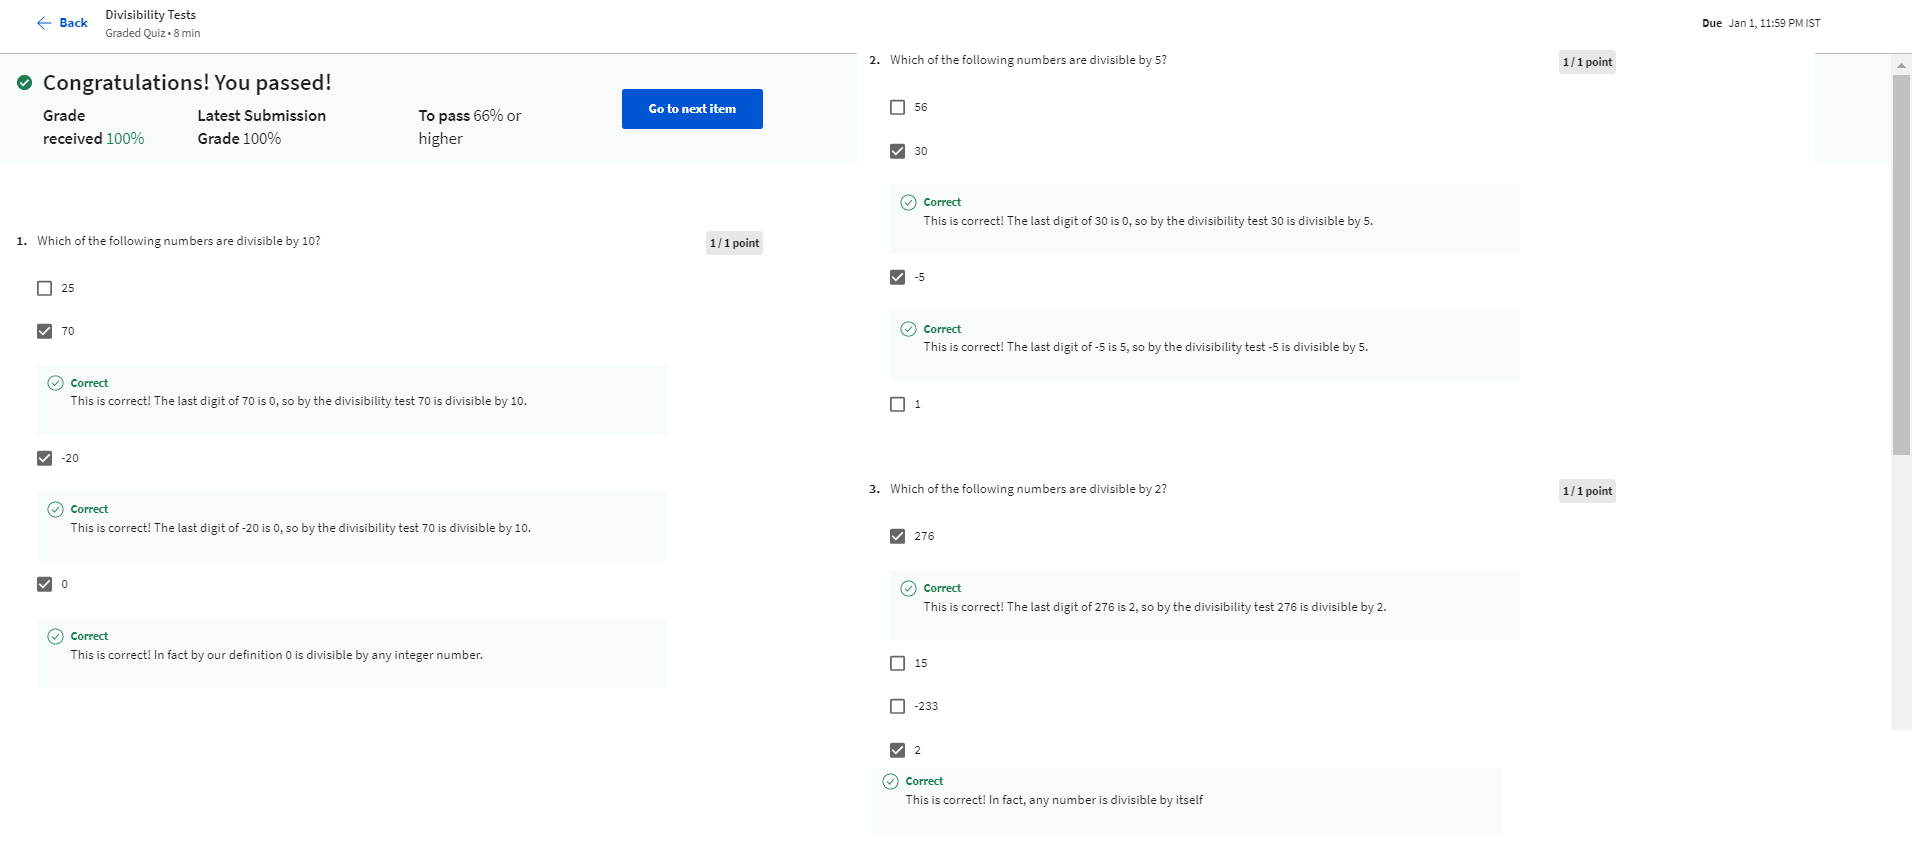 Back
Divisibility Tests
Graded Quiz • 8 min
Due Jan 1, 11:59 PM IST
Congratulations! You passed!
Grade received 100%
Latest Submission Grade 100%
To pass 66% or higher
Go to next item
1. Which of the following numbers are divisible by 10?
1 / 1 point
25
70
Correct
This is correct! The last digit of 70 is 0, so by the divisibility test 70 is divisible by 10.
-20
Correct
This is correct! The last digit of -20 is 0, so by the divisibility test 70 is divisible by 10.
0
Correct
This is correct! In fact by our definition 0 is divisible by any integer number.
2. Which of the following numbers are divisible by 5?
1 / 1 point
56
30
Correct
This is correct! The last digit of 30 is 0, so by the divisibility test 30 is divisible by 5.
-5
Correct
This is correct! The last digit of -5 is 5, so by the divisibility test -5 is divisible by 5.
1
3. Which of the following numbers are divisible by 2?
1 / 1 point
276
Correct
This is correct! The last digit of 276 is 2, so by the divisibility test 276 is divisible by 2.
15
-233
2
Correct
This is correct! In fact, any number is divisible by itself